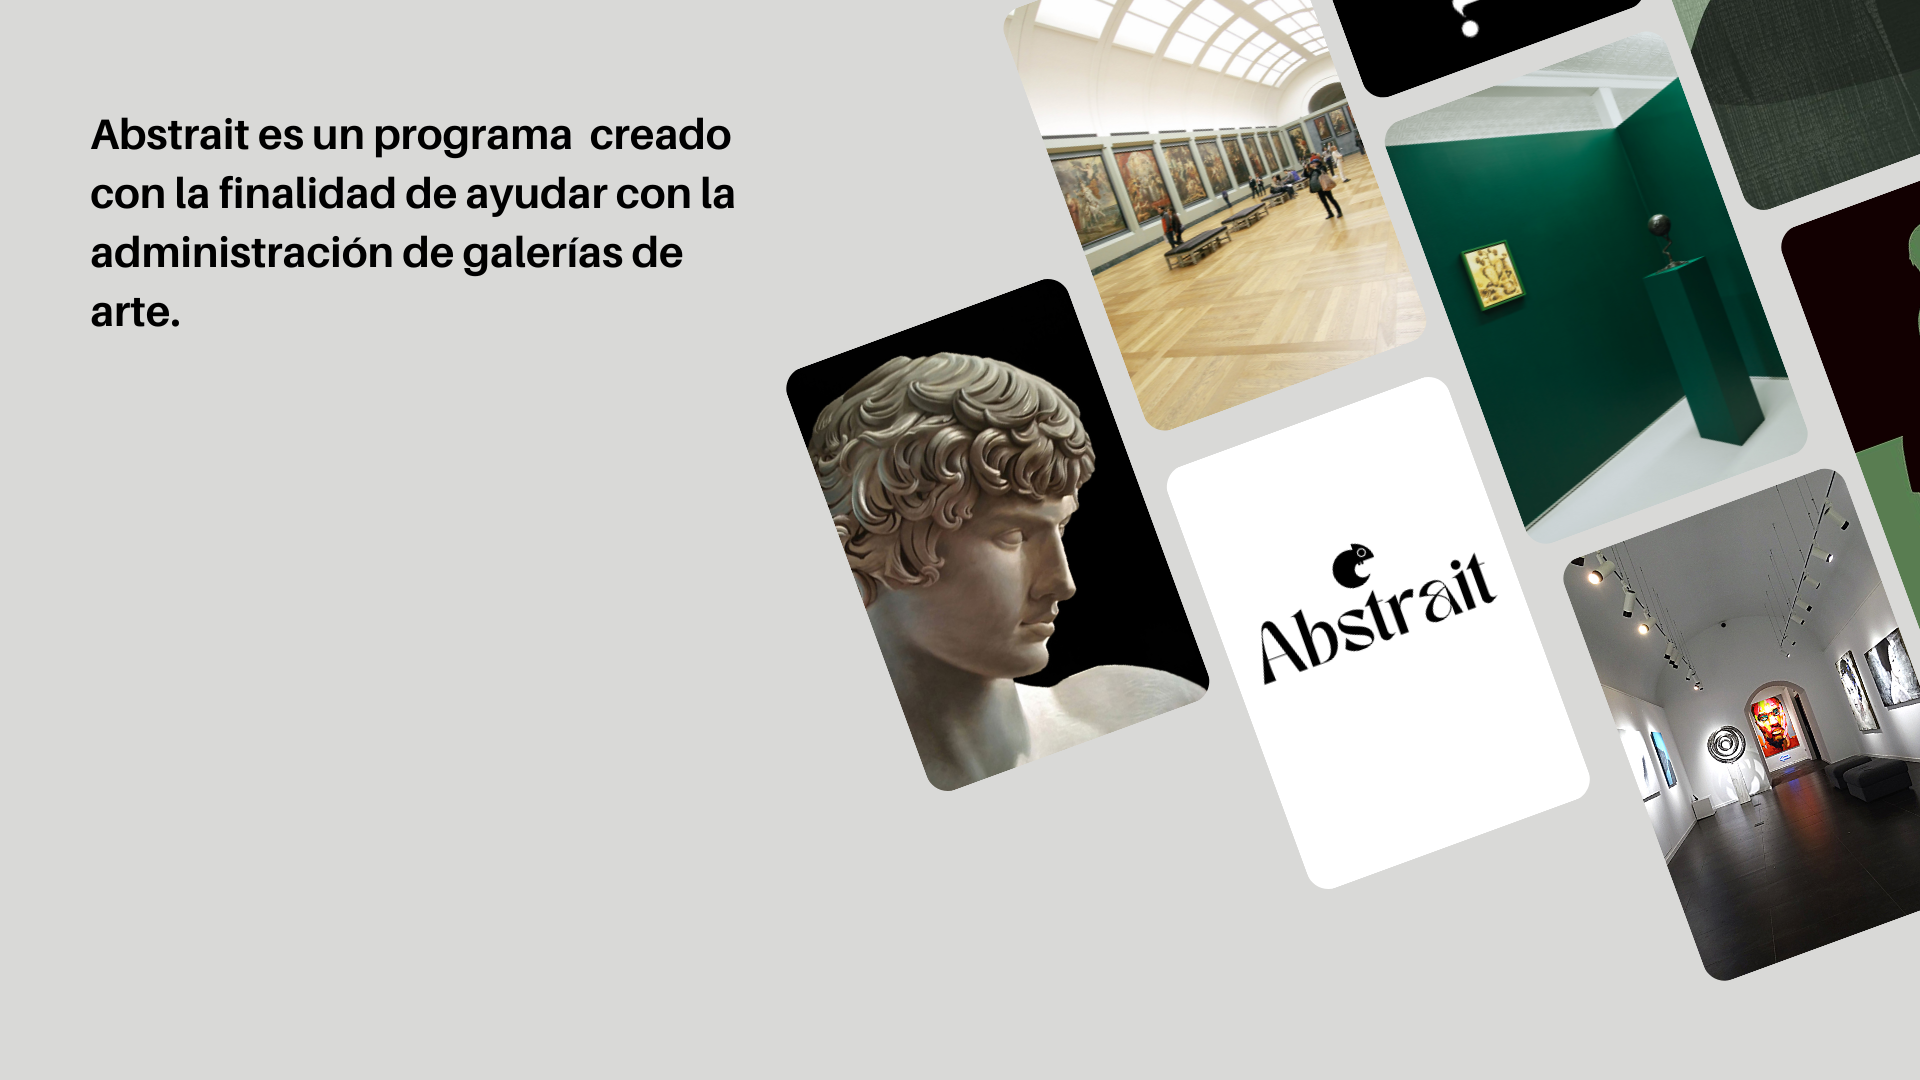 Abstrait es un programa  creado
con la finalidad de ayudar con la
administración de galerías de
arte.
?
Abstrait